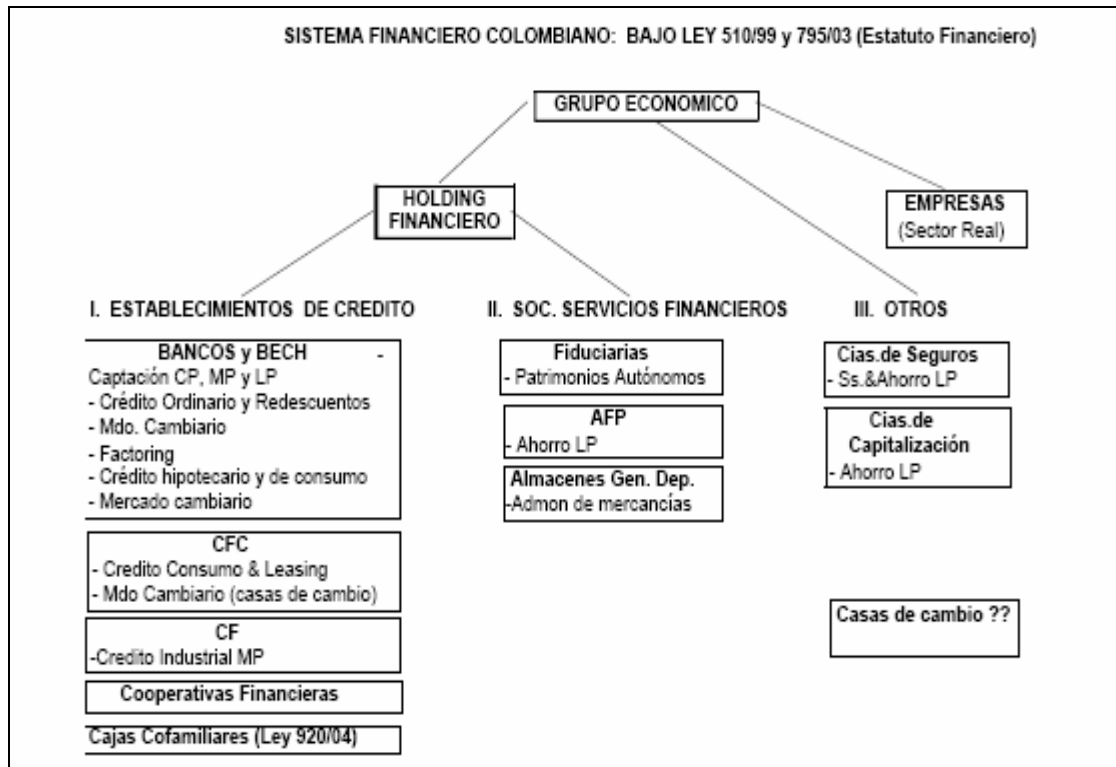 SISTEMA FINANCIERO COLOMBIANO: BAJO LEY 510/99 y 795/03 (Estatuto Financiero)
GRUPO ECONOMICO
HOLDING
FINANCIERO
EMPRESAS
(Sector Real)
I. ESTABLECIMIENTOS DE CREDITO
BANCOS y BECH -
Captación CP, MP y LP
- Crédito Ordinario y Redescuentos
- Mdo. Cambiario
- Factoring
- Crédito hipotecario y de consumo
- Mercado cambiario
CFC
- Credito Consumo & Leasing
- Mdo Cambiario (casas de cambio)
CF
-Credito Industrial MP
Cooperativas Financieras
Cajas Cofamiliares (Ley 920/04)
II. SOC. SERVICIOS FINANCIEROS
Fiduciarias
- Patrimonios Autónomos
AFP
- Ahorro LP
Almacenes Gen. Dep.
-Admon de mercancías
III. OTROS
Cias.de Seguros
- Ss.&Ahorro LP
Cias.de
Capitalización
- Ahorro LP
Casas de cambio ??